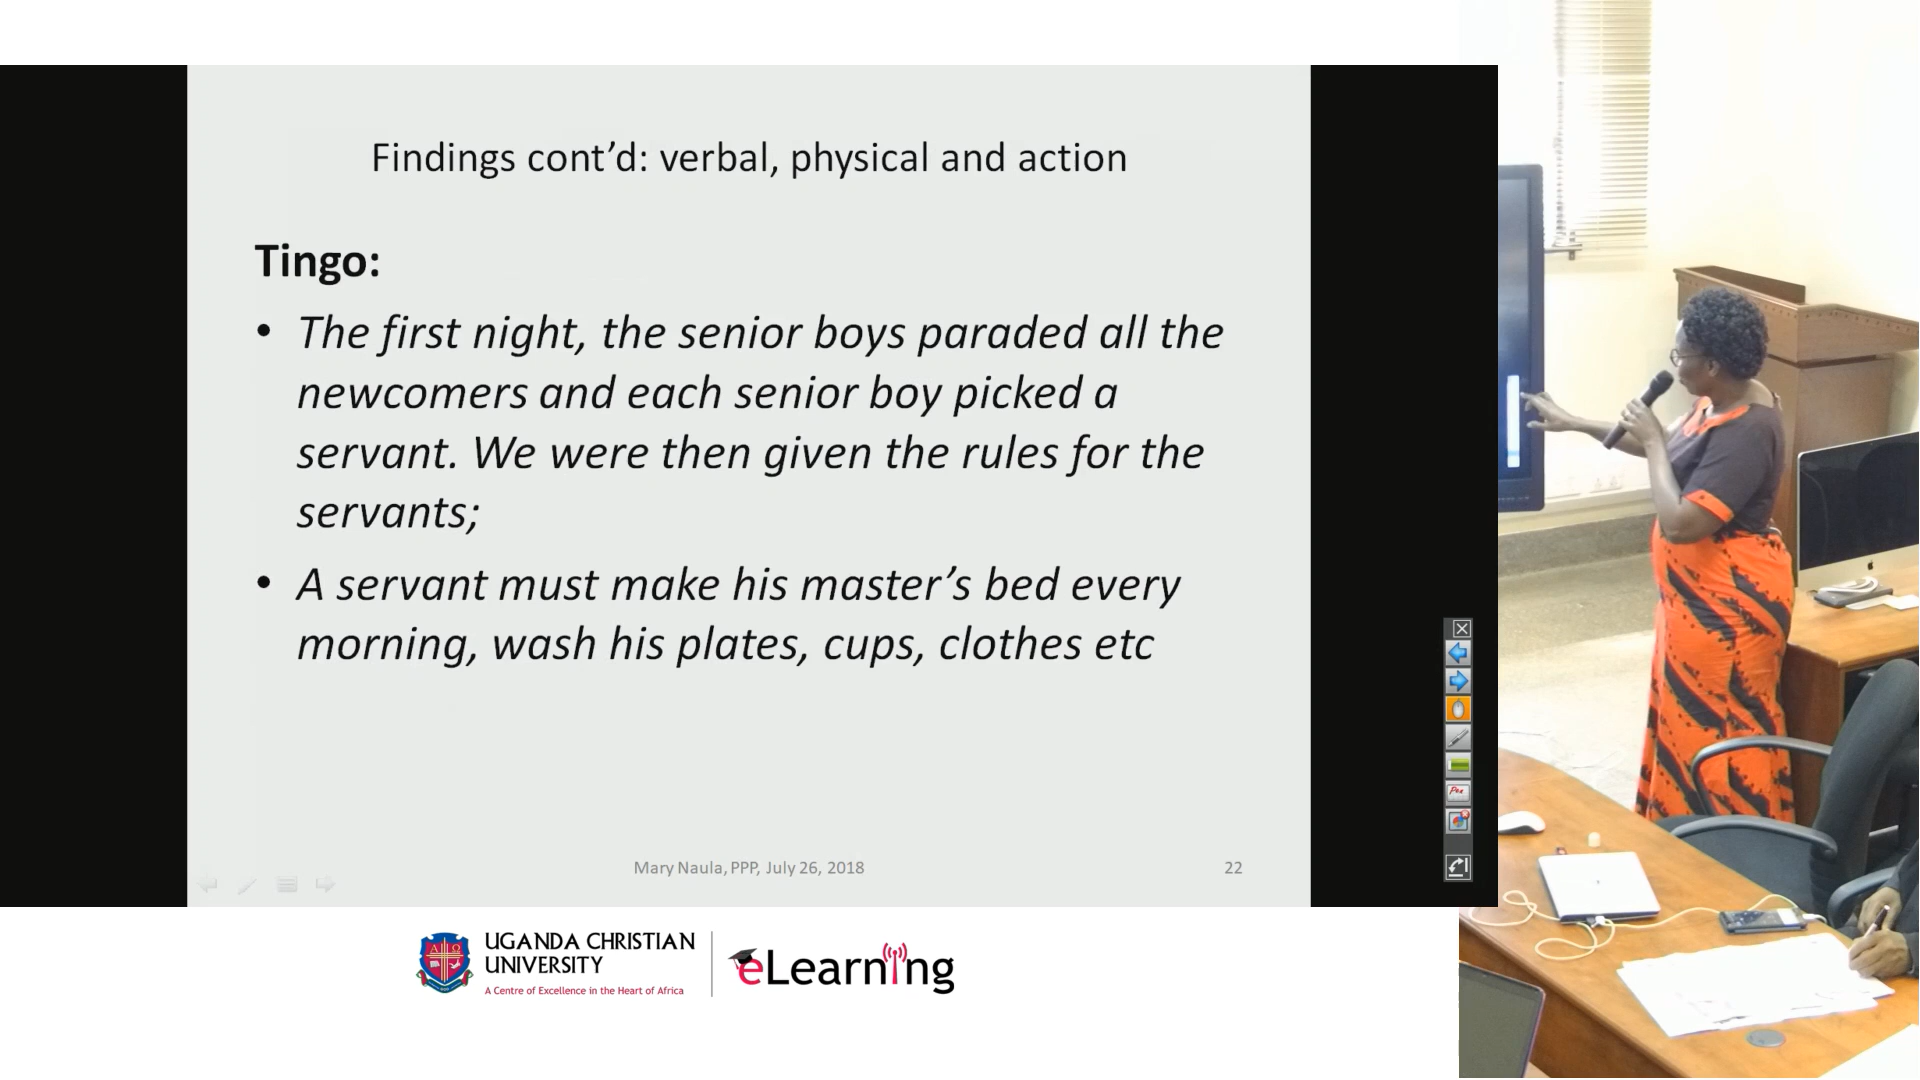 Findings cont’d: verbal, physical and action
Tingo:
• The first night, the senior boys paraded all the
newcomers and each senior boy picked a
servant. We were then given the rules for the
servants;
• A servant must make his master’s bed every
morning, wash his plates, cups, clothes etc
Mary Naula, PPP, July 26, 2018
22
UGANDA CHRISTIAN
UNIVERSITY
A Centre of Excellence in the Heart of Africa
eLearning